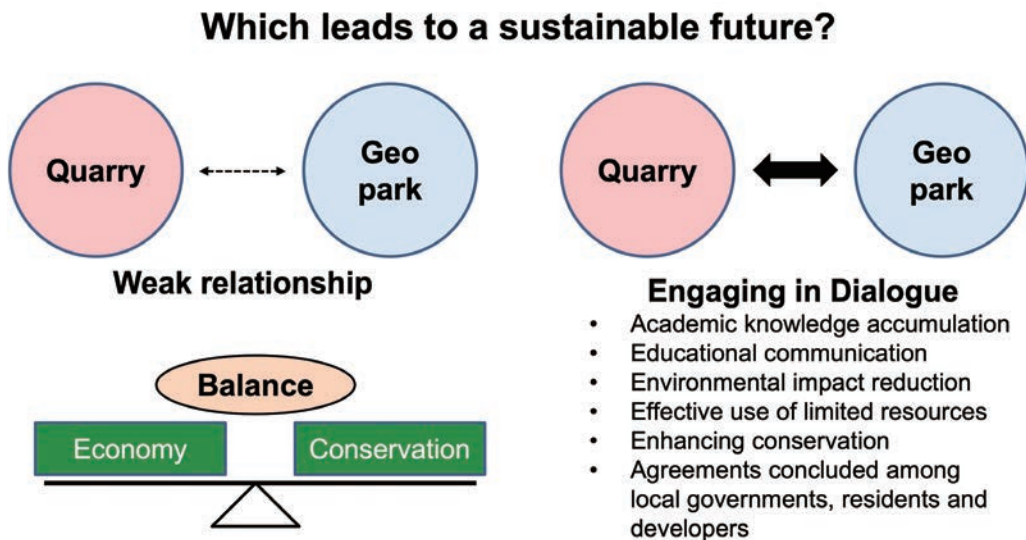 Which leads to a sustainable future?
Quarry
Geo
park
Weak relationship
Balance
Economy
Conservation
Quarry
Geo
park
Engaging in Dialogue
• Academic knowledge accumulation
• Educational communication
• Environmental impact reduction
• Effective use of limited resources
• Enhancing conservation
• Agreements concluded among
local governments, residents and
developers